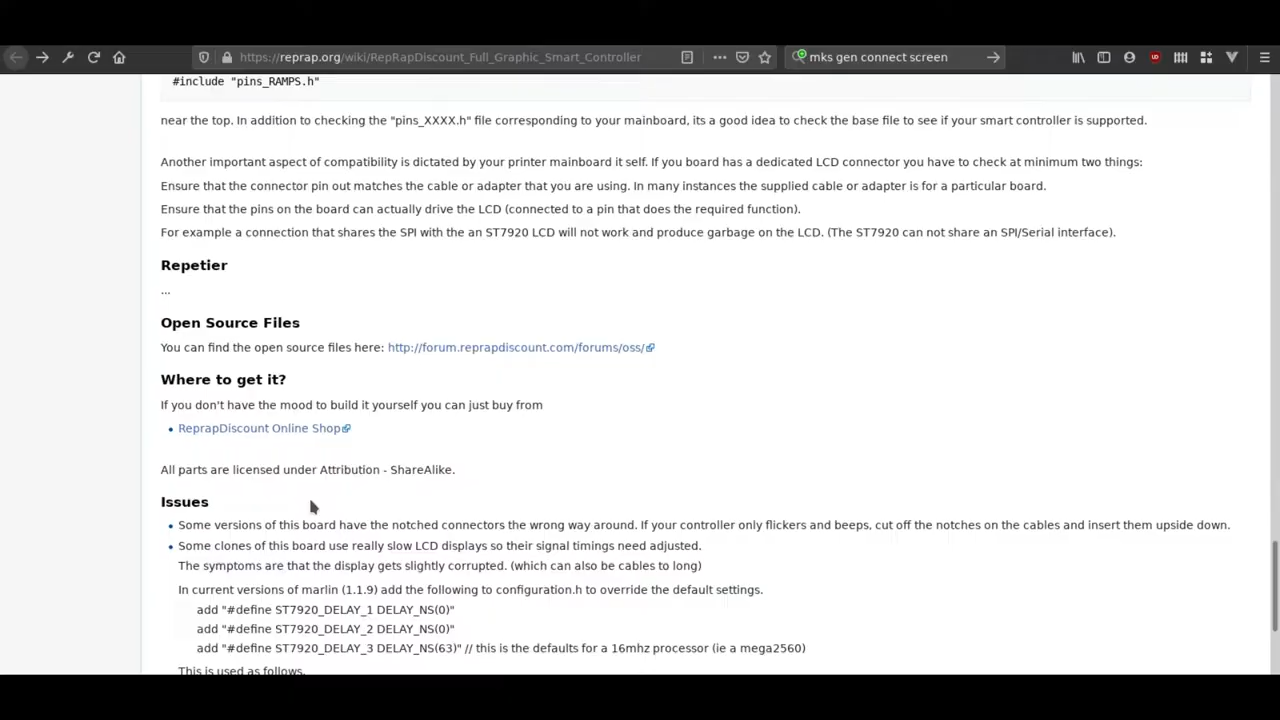 https://reprap.org/wiki/RepRapDiscount_Full_Graphic_Smart_Controller
mks gen connect screen
#include "pins_RAMPS.h"
near the top. In addition to checking the "pins_XXXX.h" file corresponding to your mainboard, its a good idea to check the base file to see if your smart controller is supported.
Another important aspect of compatibility is dictated by your printer mainboard it self. If you board has a dedicated LCD connector you have to check at minimum two things:
Ensure that the connector pin out matches the cable or adapter that you are using. In many instances the supplied cable or adapter is for a particular board.
Ensure that the pins on the board can actually drive the LCD (connected to a pin that does the required function).
For example a connection that shares the SPI with the an ST7920 LCD will not work and produce garbage on the LCD. (The ST7920 can not share an SPI/Serial interface).
Repetier
...
Open Source Files
You can find the open source files here: http://forum.reprapdiscount.com/forums/oss/
Where to get it?
If you don't have the mood to build it yourself you can just buy from
• ReprapDiscount Online Shop
All parts are licensed under Attribution - ShareAlike.
Issues
• Some versions of this board have the notched connectors the wrong way around. If your controller only flickers and beeps, cut off the notches on the cables and insert them upside down.
• Some clones of this board use really slow LCD displays so their signal timings need adjusted.
The symptoms are that the display gets slightly corrupted. (which can also be cables to long)
In current versions of marlin (1.1.9) add the following to configuration.h to override the default settings.
add "#define ST7920_DELAY_1 DELAY_NS(0)"
add "#define ST7920_DELAY_2 DELAY_NS(0)"
add "#define ST7920_DELAY_3 DELAY_NS(63)" // this is the defaults for a 16mhz processor (ie a mega2560)
This is used as follows.